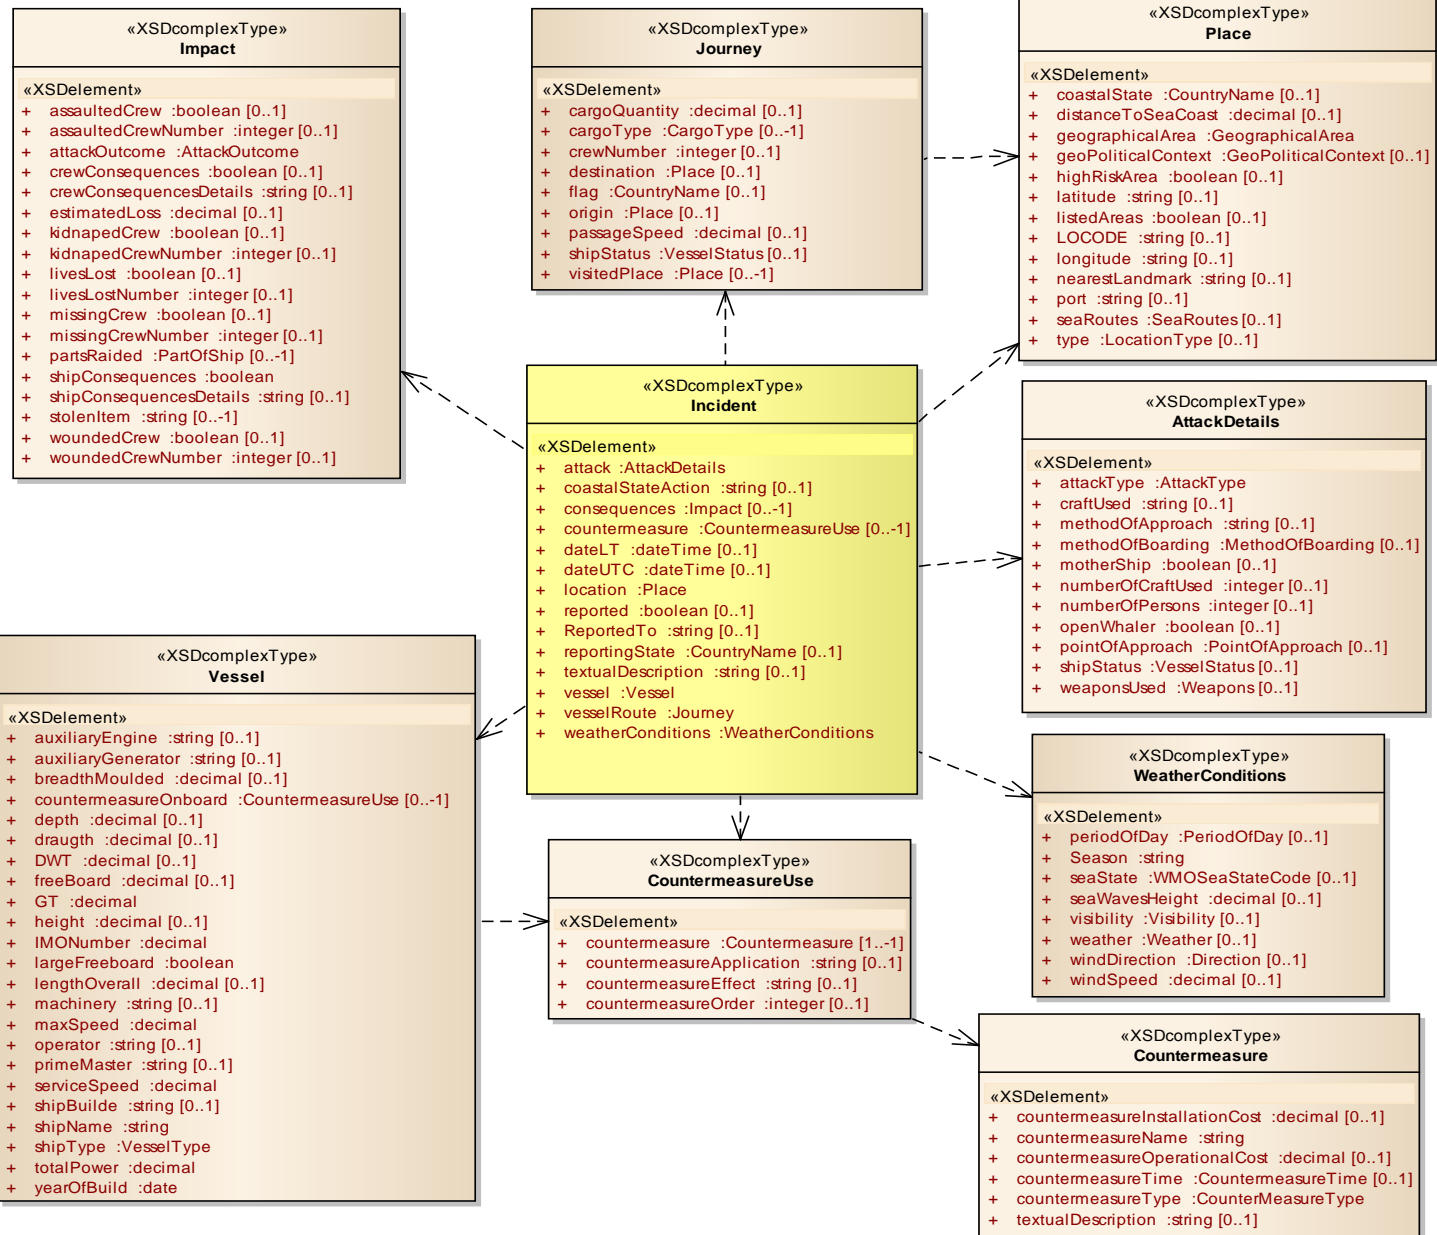 «XSDcomplexType»
Impact
«XSDelement»
+ assaultedCrew :boolean [0..1]
+ assaultedCrewNumber :integer [0..1]
+ attackOutcome :AttackOutcome
+ crewConsequences :boolean [0..1]
+ crewConsequencesDetails :string [0..1]
+ estimatedLoss :decimal [0..1]
+ kidnapedCrew :boolean [0..1]
+ kidnapedCrewNumber :integer [0..1]
+ livesLost :boolean [0..1]
+ livesLostNumber :integer [0..1]
+ missingCrew :boolean [0..1]
+ missingCrewNumber :integer [0..1]
+ partsRaided :PartOfShip [0..-1]
+ shipConsequences :boolean
+ shipConsequencesDetails :string [0..1]
+ stolenItem :string [0..-1]
+ woundedCrew :boolean [0..1]
+ woundedCrewNumber :integer [0..1]
«XSDcomplexType»
Journey
«XSDelement»
+ cargoQuantity :decimal [0..1]
+ cargoType :CargoType [0..-1]
+ crewNumber :integer [0..1]
+ destination :Place [0..1]
+ flag :CountryName [0..1]
+ origin :Place [0..1]
+ passageSpeed :decimal [0..1]
+ shipStatus :VesselStatus [0..1]
+ visitedPlace :Place [0..-1]
«XSDcomplexType»
Place
«XSDelement»
+ coastalState :CountryName [0..1]
+ distanceToSeaCoast :decimal [0..1]
+ geographicalArea :GeographicalArea
+ geoPoliticalContext :GeoPoliticalContext [0..1]
+ highRiskArea :boolean [0..1]
+ latitude :string [0..1]
+ listedAreas :boolean [0..1]
+ LOCODE :string [0..1]
+ longitude :string [0..1]
+ nearestLandmark :string [0..1]
+ port :string [0..1]
+ seaRoutes :SeaRoutes [0..1]
+ type :LocationType [0..1]
«XSDcomplexType»
Incident
«XSDelement»
+ attack :AttackDetails
+ coastalStateAction :string [0..1]
+ consequences :Impact [0..-1]
+ countermeasure :CountermeasureUse [0..-1]
+ dateLT :dateTime [0..1]
+ dateUTC :dateTime [0..1]
+ location :Place
+ reported :boolean [0..1]
+ ReportedTo :string [0..1]
+ reportingState :CountryName [0..1]
+ textualDescription :string [0..1]
+ vessel :Vessel
+ vesselRoute :Journey
+ weatherConditions :WeatherConditions
«XSDcomplexType»
AttackDetails
«XSDelement»
+ attackType :AttackType
+ craftUsed :string [0..1]
+ methodOfApproach :string [0..1]
+ methodOfBoarding :MethodOfBoarding [0..1]
+ motherShip :boolean [0..1]
+ numberOfCraftUsed :integer [0..1]
+ numberOfPersons :integer [0..1]
+ openWhaler :boolean [0..1]
+ pointOfApproach :PointOfApproach [0..1]
+ shipStatus :VesselStatus [0..1]
+ weaponsUsed :Weapons [0..1]
«XSDcomplexType»
Vessel
«XSDelement»
+ auxiliaryEngine :string [0..1]
+ auxiliaryGenerator :string [0..1]
+ breadthMoulded :decimal [0..1]
+ countermeasureOnboard :CountermeasureUse [0..-1]
+ depth :decimal [0..1]
+ draugth :decimal [0..1]
+ DWT :decimal [0..1]
+ freeBoard :decimal [0..1]
+ GT :decimal
+ height :decimal [0..1]
+ IMONumber :decimal
+ largeFreeboard :boolean
+ lengthOverall :decimal [0..1]
+ machinery :string [0..1]
+ maxSpeed :decimal
+ operator :string [0..1]
+ primeMaster :string [0..1]
+ serviceSpeed :decimal
+ shipBuilde :string [0..1]
+ shipName :string
+ shipType :VesselType
+ totalPower :decimal
+ yearOfBuild :date
«XSDcomplexType»
WeatherConditions
«XSDelement»
+ periodOfDay :PeriodOfDay [0..1]
+ Season :string
+ seaState :WMOSeaStateCode [0..1]
+ seaWavesHeight :decimal [0..1]
+ visibility :Visibility [0..1]
+ weather :Weather [0..1]
+ windDirection :Direction [0..1]
+ windSpeed :decimal [0..1]
«XSDcomplexType»
CountermeasureUse
«XSDelement»
+ countermeasure :Countermeasure [1..-1]
+ countermeasureApplication :string [0..1]
+ countermeasureEffect :string [0..1]
+ countermeasureOrder :integer [0..1]
«XSDcomplexType»
Countermeasure
«XSDelement»
+ countermeasureInstallationCost :decimal [0..1]
+ countermeasureName :string
+ countermeasureOperationalCost :decimal [0..1]
+ countermeasureTime :CountermeasureTime [0..1]
+ countermeasureType :CounterMeasureType
+ textualDescription :string [0..1]